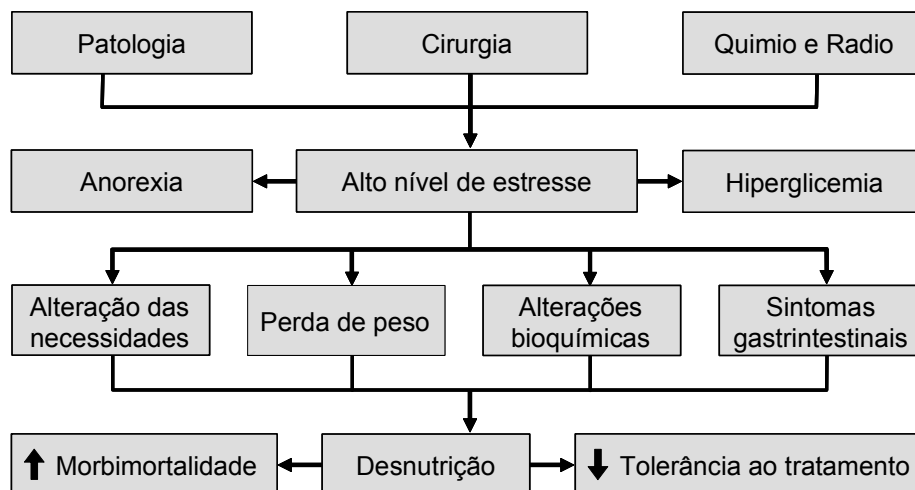 Patologia
Cirurgia
Quimio e Radio
Anorexia
Alto nível de estresse
Hiperglicemia
Alteração das
necessidades
Perda de peso
Alterações
bioquímicas
Sintomas
gastrintestinais
Morbimortalidade
Desnutrição
Tolerância ao tratamento